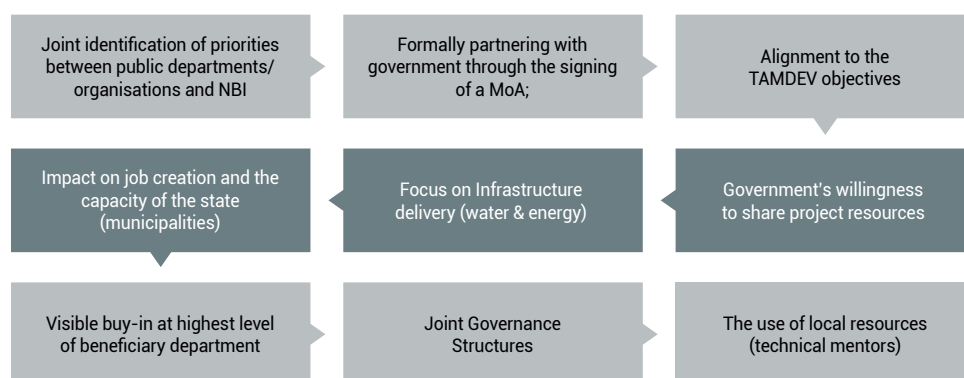 Joint identification of priorities
between public departments/
organisations and NBI
Formally partnering with
government through the signing
of a MoA;
Alignment to the
TAMDEV objectives
Government's willingness
to share project resources
Focus on Infrastructure
delivery (water & energy)
Impact on job creation and the
capacity of the state
(municipalities)
Visible buy-in at highest level
of beneficiary department
Joint Governance
Structures
The use of local resources
(technical mentors)